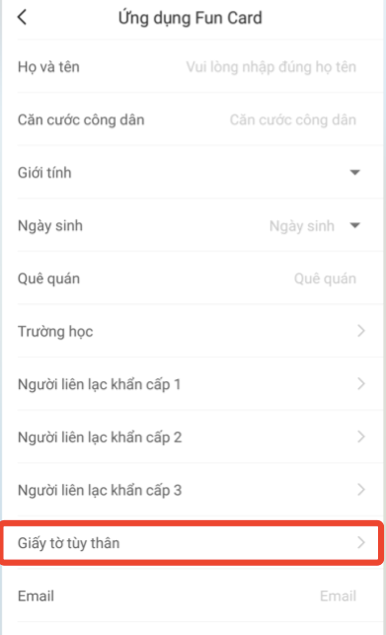 Ứng dụng Fun Card
Họ và tên Vui lòng nhập đúng họ tên
Căn cước công dân Căn cước công dân
Giới tính
Ngày sinh Ngày sinh
Quê quán Quê quán
Trường học
Người liên lạc khẩn cấp 1
Người liên lạc khẩn cấp 2
Người liên lạc khẩn cấp 3
Giấy tờ tùy thân
Email Email